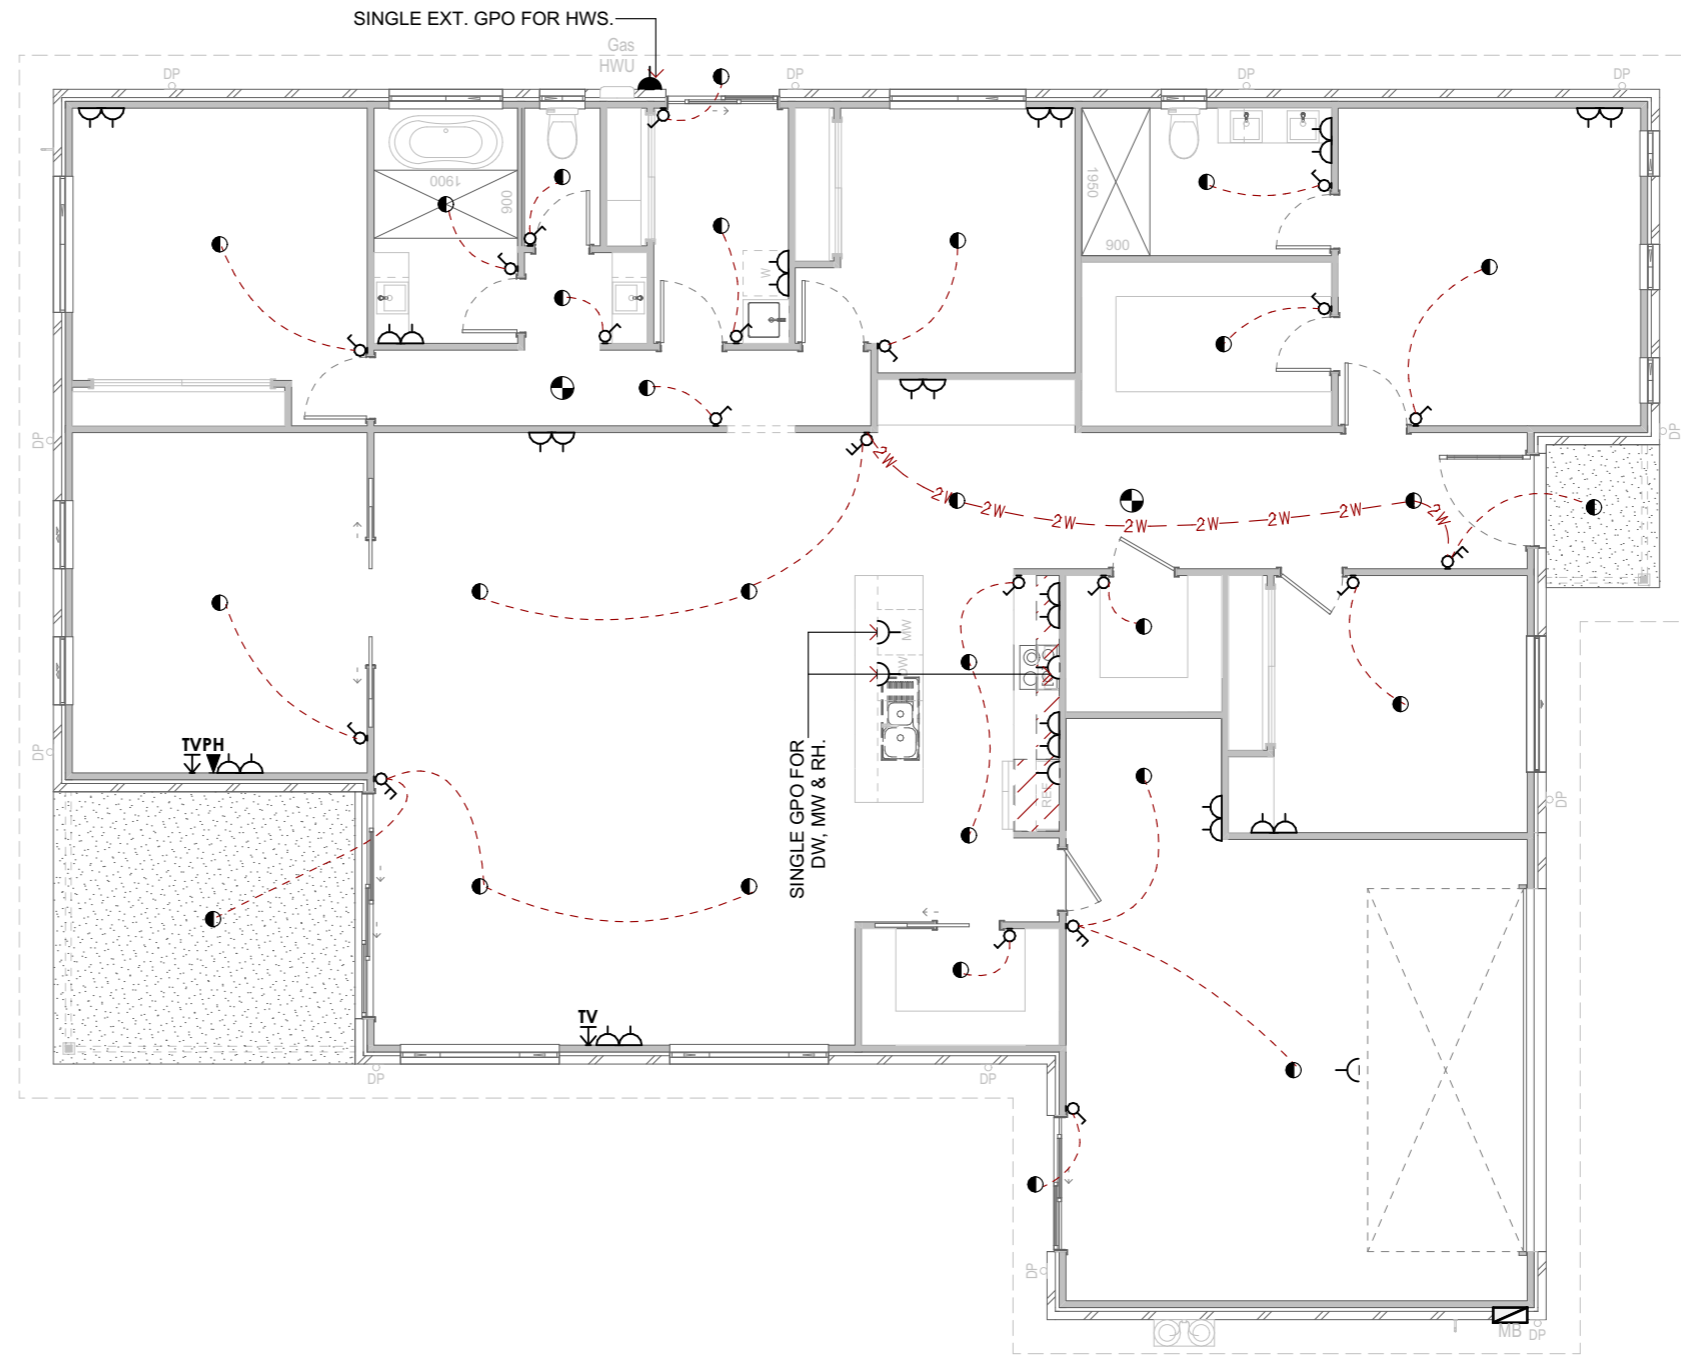 SINGLE EXT. GPO FOR HWS.
Gas
HWU
DP
DP
DP
DP
1900
900
1950
900
W
DP
DP
2W
2W
2W
2W
2W
2W
2W
2W
2W
MW
DW
TVPH
DP
SINGLE GPO FOR
DW, MW & RH.
REF
DP
TV
DP
DP
DP
MB
DP